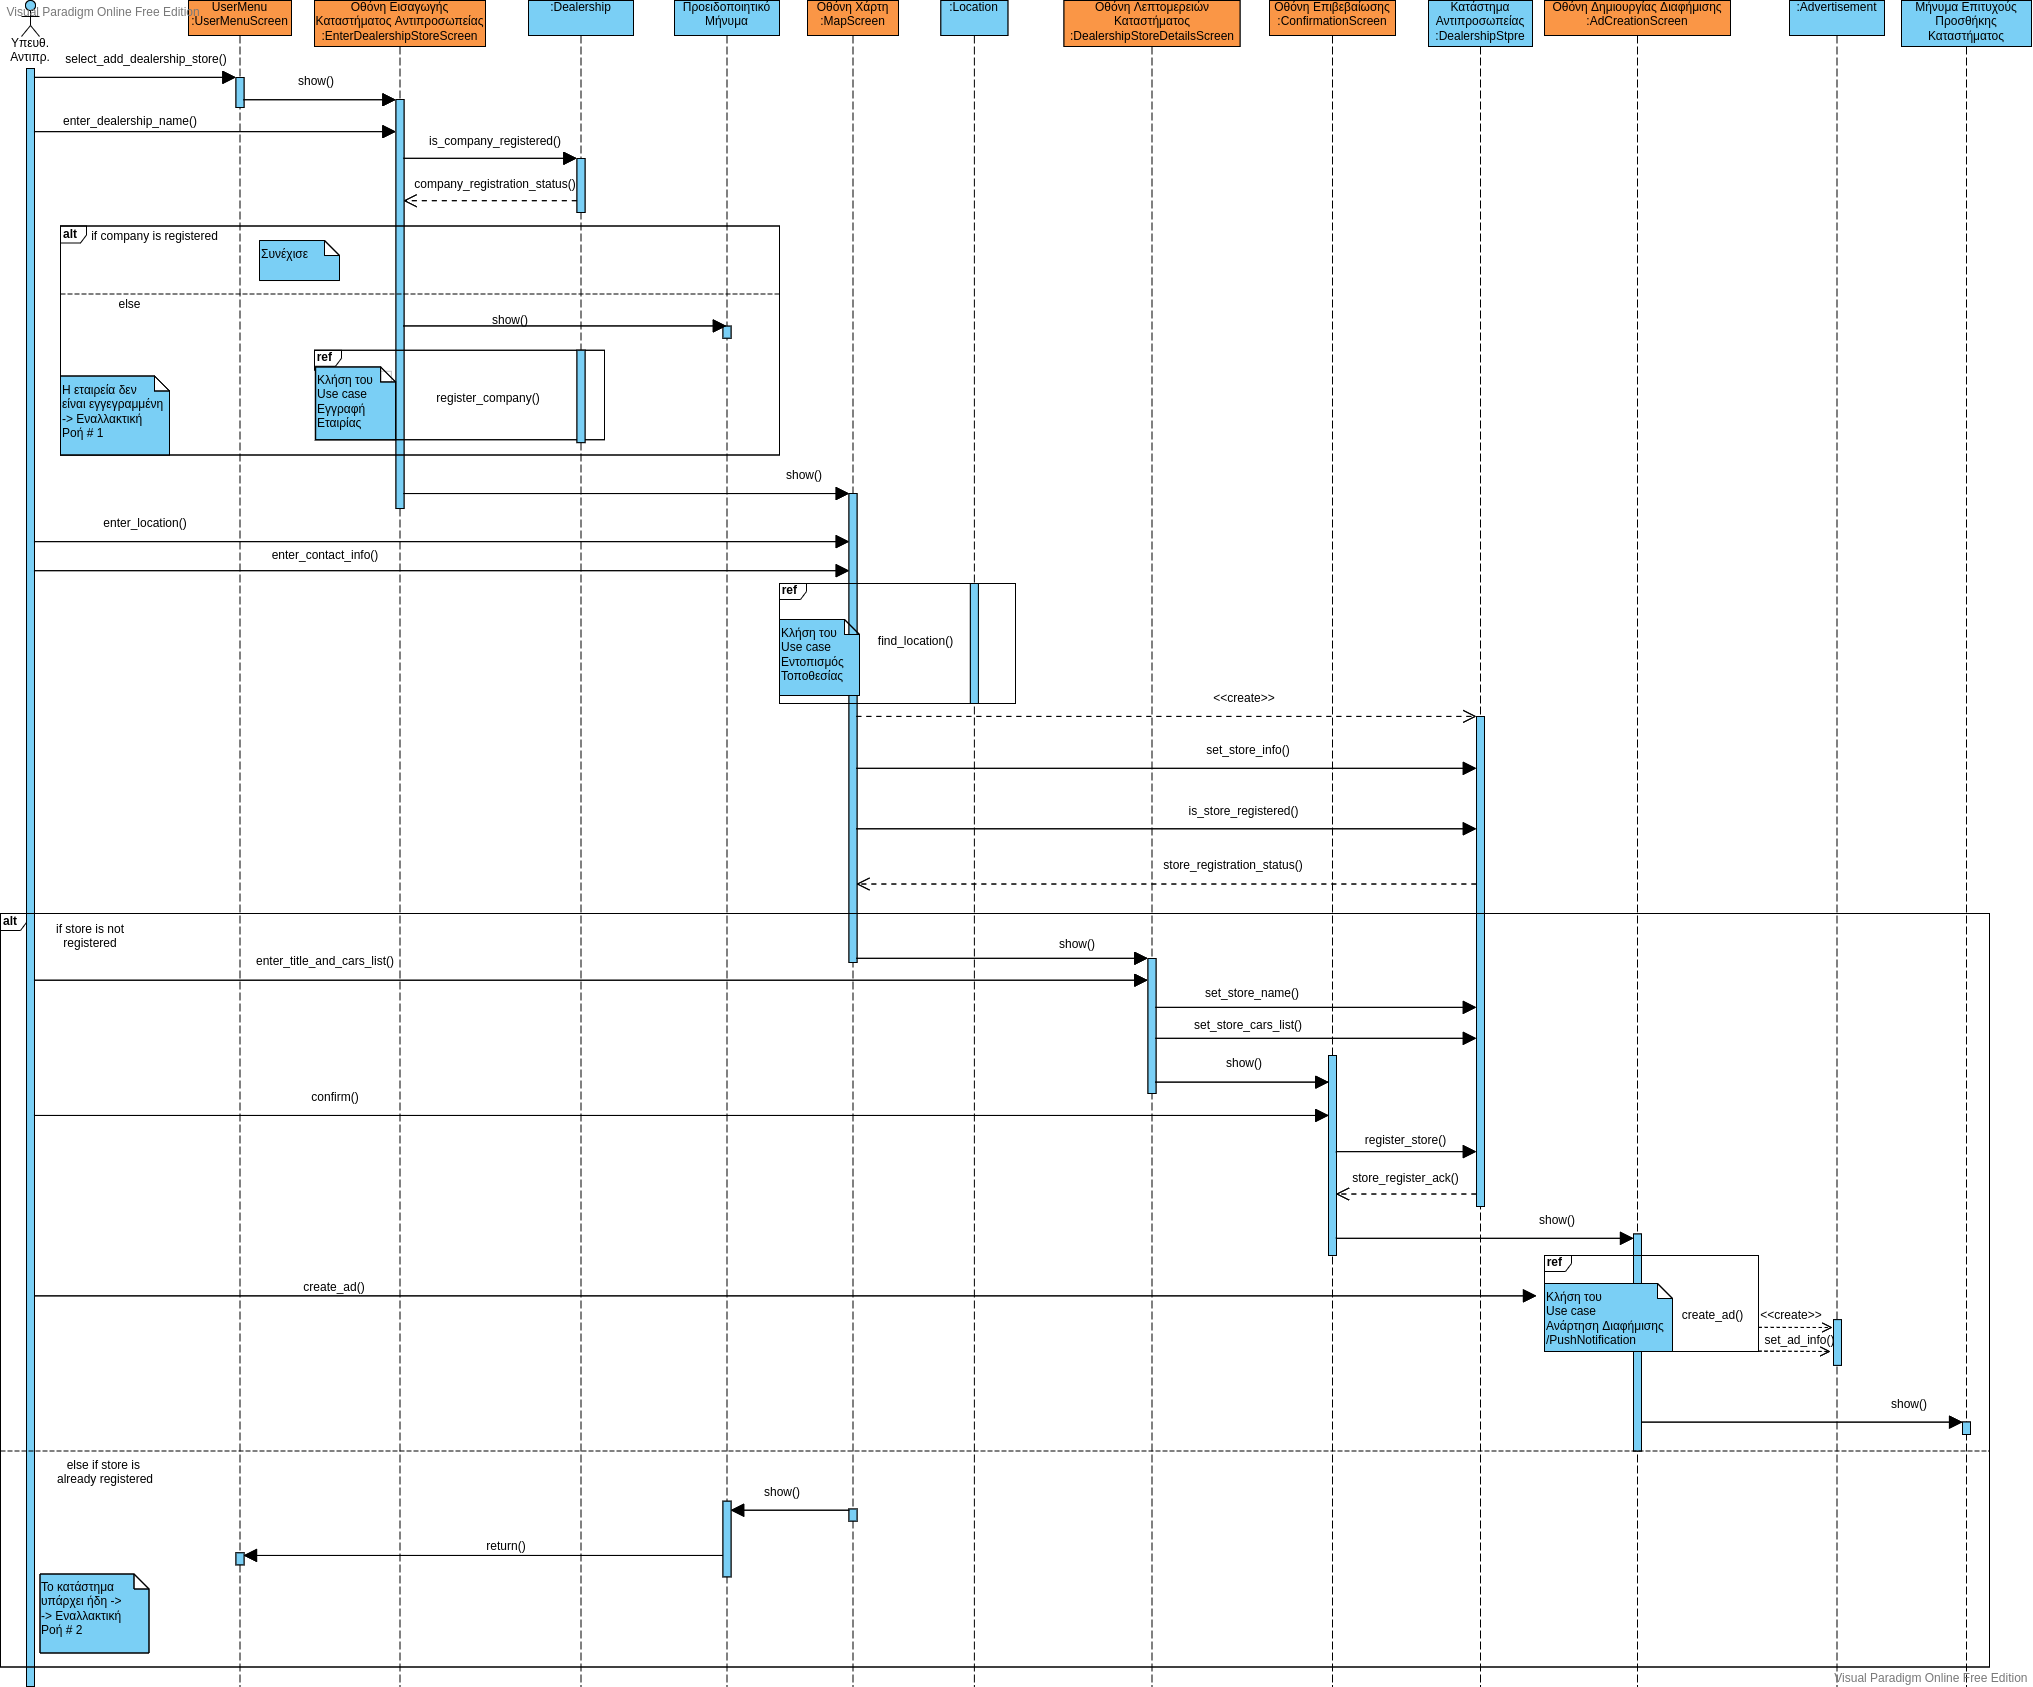 Visual Paradigm Online Free Edition
Υπευθ.
Αντιπρ.
UserMenu
:UserMenuScreen
Οθόνη Εισαγωγής
Καταστήματος Αντιπροσωπείας
:EnterDealershipStoreScreen
:Dealership
Προειδοποιητικό
Μήνυμα
Οθόνη Χάρτη
:MapScreen
:Location
Οθόνη Λεπτομερειών
Καταστήματος
:DealershipStoreDetailsScreen
Οθόνη Επιβεβαίωσης
:ConfirmationScreen
Κατάστημα
Αντιπροσωπείας
:DealershipStpre
Οθόνη Δημιουργίας Διαφήμισης
:AdCreationScreen
:Advertisement
Μήνυμα Επιτυχούς
Προσθήκης
Καταστήματος
select_add_dealership_store()
show()
enter_dealership_name()
is_company_registered()
company_registration_status()
alt
if company is registered
Συνέχισε
else
show()
ref
Κλήση του
Use case
Εγγραφή
Εταιρίας
register_company()
Η εταιρεία δεν
είναι εγγεγραμμένη
-> Εναλλακτική
Ροή # 1
show()
enter_location()
enter_contact_info()
ref
Κλήση του
Use case
Εντοπισμός
Τοποθεσίας
find_location()
<<create>>
set_store_info()
is_store_registered()
store_registration_status()
alt
if store is not
registered
show()
enter_title_and_cars_list()
set_store_name()
set_store_cars_list()
show()
confirm()
register_store()
store_register_ack()
show()
ref
create_ad()
Κλήση του
Use case
Ανάρτηση Διαφήμισης
/PushNotification
create_ad()
<<create>>
set_ad_info()
show()
else if store is
already registered
show()
return()
Το κατάστημα
υπάρχει ήδη ->
-> Εναλλακτική
Ροή # 2
Visual Paradigm Online Free Edition